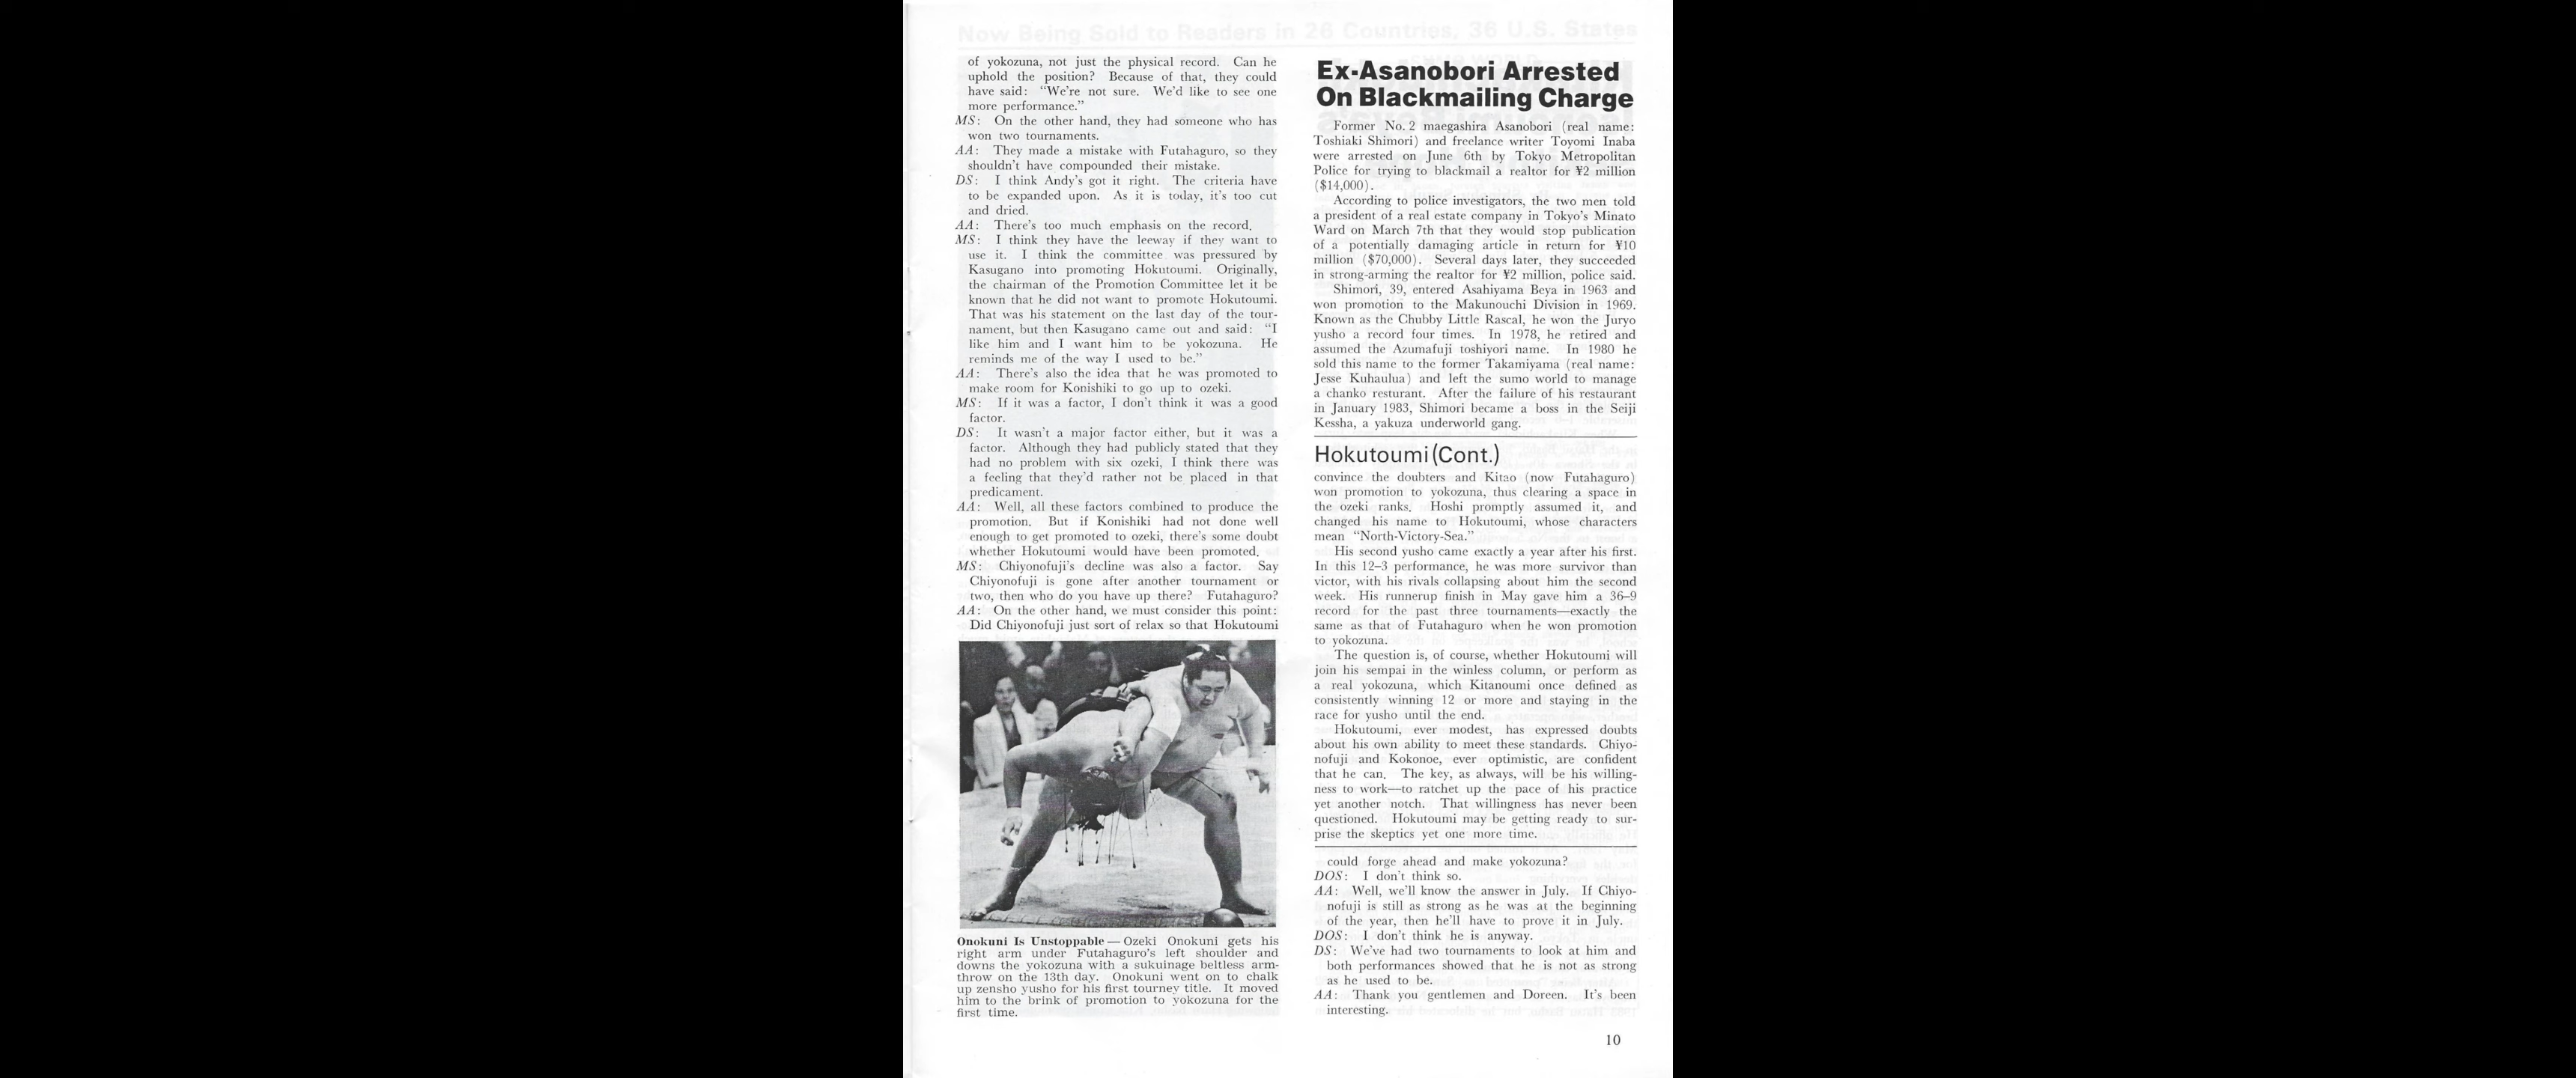 Now Being Sold to Readers in 26 Countries, 36 U.S. States
of yokozuna, not just the physical record. Can he
uphold the position? Because of that, they could
have said: "We're not sure. We'd like to see one
more performance."
MS: On the other hand, they had someone who has
won two tournaments.
AA: They made a mistake with Futahaguro, so they
shouldn't have compounded their mistake.
DS: I think Andy's got it right. The criteria have
to be expanded upon. As it is today, it's too cut
and dried.
AA: There's too much emphasis on the record.
MS: I think they have the leeway if they want to
use it. I think the committee was pressured by
Kasugano into promoting Hokutoumi. Originally,
the chairman of the Promotion Committee let it be
known that he did not want to promote Hokutoumi.
That was his statement on the last day of the tour-
nament, but then Kasugano came out and said: "I
like him and I want him to be yokozuna. He
reminds me of the way I used to be."
AA: There's also the idea that he was promoted to
make room for Konishiki to go up to ozeki.
MS: If it was a factor, I don't think it was a good
factor.
DS: It wasn't a major factor either, but it was a
factor. Although they had publicly stated that they
had no problem with six ozeki, I think there was
a feeling that they'd rather not be placed in that
predicament.
AA: Well, all these factors combined to produce the
promotion. But if Konishiki had not done well
enough to get promoted to ozeki, there's some doubt
whether Hokutoumi would have been promoted.
MS: Chiyonofuji's decline was also a factor. Say
Chiyonofuji is gone after another tournament or
two, then who do you have up there? Futahaguro?
AA: On the other hand, we must consider this point:
Did Chiyonofuji just sort of relax so that Hokutoumi
Onokuni Is Unstoppable — Ozeki Onokuni gets his
right arm under Futahaguro's left shoulder and
downs the yokozuna with a sukuinage beltless arm-
throw on the 13th day. Onokuni went on to chalk
up zensho yusho for his first tourney title. It moved
him to the brink of promotion to yokozuna for the
first time.
Ex-Asanobori Arrested
On Blackmailing Charge
Former No. 2 maegashira Asanobori (real name:
Toshiaki Shimori) and freelance writer Toyomi Inaba
were arrested on June 6th by Tokyo Metropolitan
Police for trying to blackmail a realtor for ¥2 million
($14,000).
According to police investigators, the two men told
a president of a real estate company in Tokyo's Minato
Ward on March 7th that they would stop publication
of a potentially damaging article in return for ¥10
million ($70,000). Several days later, they succeeded
in strong-arming the realtor for ¥2 million, police said.
Shimori, 39, entered Asahiyama Beya in 1963 and
won promotion to the Makunouchi Division in 1969.
Known as the Chubby Little Rascal, he won the Juryo
yusho a record four times. In 1978, he retired and
assumed the Azumafuji toshiyori name. In 1980 he
sold this name to the former Takamiyama (real name:
Jesse Kuhaulua) and left the sumo world to manage
a chanko resturant. After the failure of his restaurant
in January 1983, Shimori became a boss in the Seiji
Kessha, a yakuza underworld gang.
Hokutoumi (Cont.)
convince the doubters and Kitao (now Futahaguro)
won promotion to yokozuna, thus clearing a space in
the ozeki ranks. Hoshi promptly assumed it, and
changed his name to Hokutoumi, whose characters
mean "North-Victory-Sea."
His second yusho came exactly a year after his first.
In this 12–3 performance, he was more survivor than
victor, with his rivals collapsing about him the second
week. His runnerup finish in May gave him a 36–9
record for the past three tournaments—exactly the
same as that of Futahaguro when he won promotion
to yokozuna.
The question is, of course, whether Hokutoumi will
join his sempai in the winless column, or perform as
a real yokozuna, which Kitanoumi once defined as
consistently winning 12 or more and staying in the
race for yusho until the end.
Hokutoumi, ever modest, has expressed doubts
about his own ability to meet these standards. Chiyo-
nofuji and Kokonoe, ever optimistic, are confident
that he can. The key, as always, will be his willing-
ness to work—to ratchet up the pace of his practice
yet another notch. That willingness has never been
questioned. Hokutoumi may be getting ready to sur-
prise the skeptics yet one more time.
could forge ahead and make yokozuna?
DOS: I don't think so.
AA: Well, we'll know the answer in July. If Chiyo-
nofuji is still as strong as he was at the beginning
of the year, then he'll have to prove it in July.
DOS: I don't think he is anyway.
DS: We've had two tournaments to look at him and
both performances showed that he is not as strong
as he used to be.
AA: Thank you gentlemen and Doreen. It's been
interesting.
10